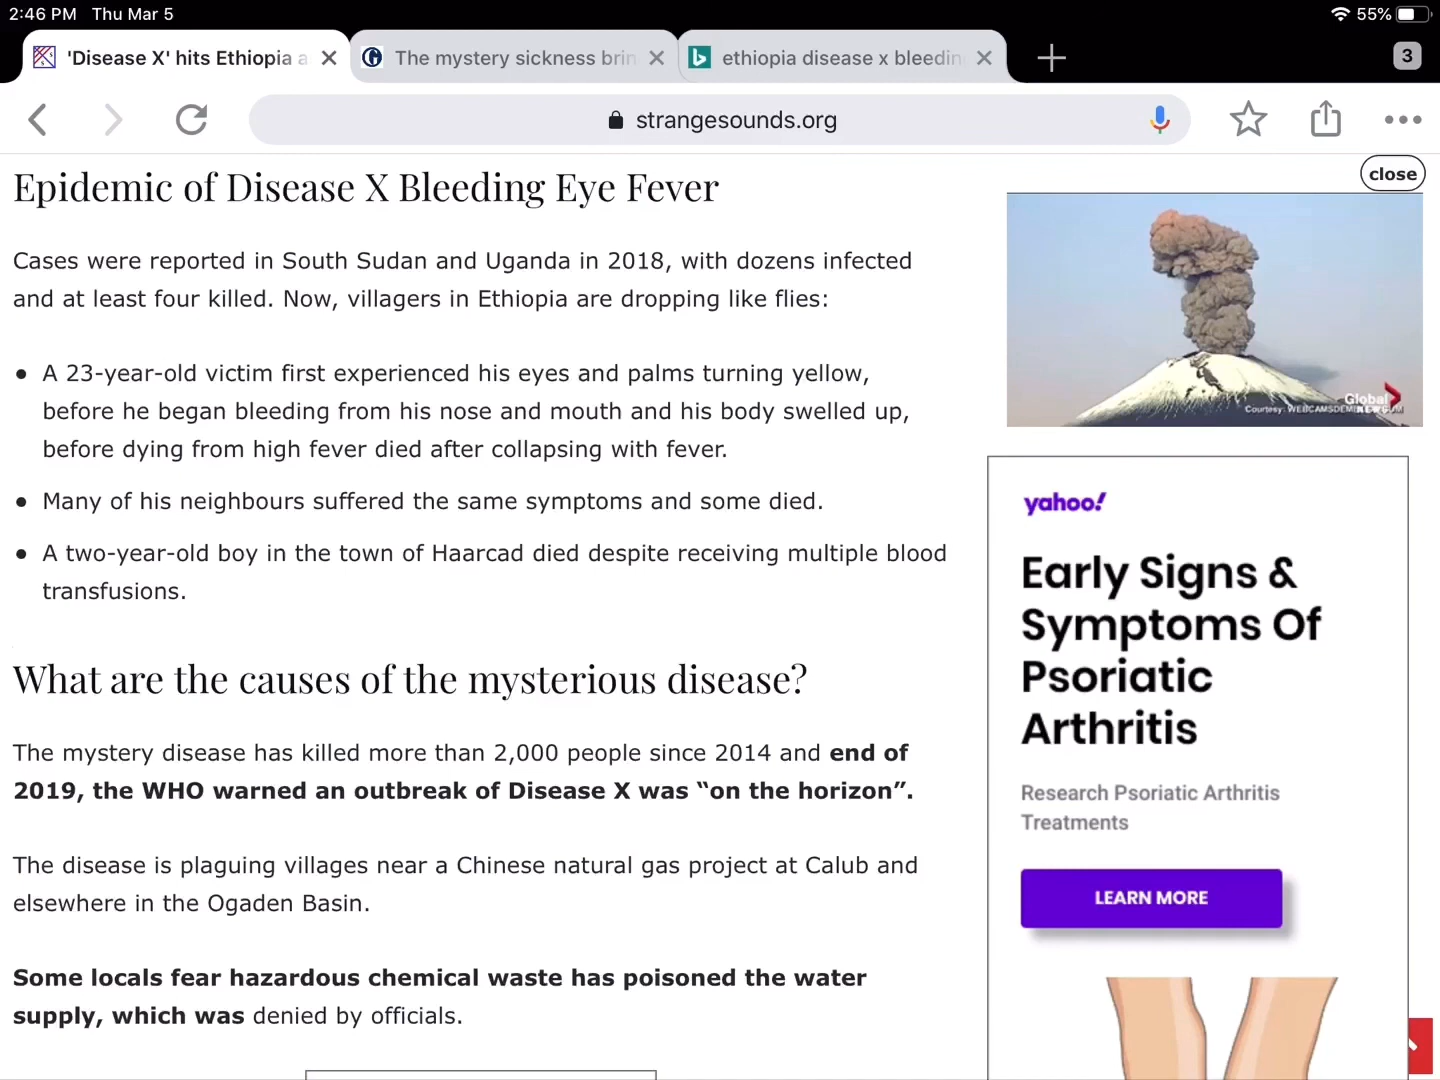 2:46 PM Thu Mar 5
55%
'Disease X' hits Ethiopia a
The mystery sickness brin
ethiopia disease x bleedin
3
strangesounds.org
Epidemic of Disease X Bleeding Eye Fever
close
Cases were reported in South Sudan and Uganda in 2018, with dozens infected
and at least four killed. Now, villagers in Ethiopia are dropping like flies:
A 23-year-old victim first experienced his eyes and palms turning yellow,
before he began bleeding from his nose and mouth and his body swelled up,
before dying from high fever died after collapsing with fever.
Many of his neighbours suffered the same symptoms and some died.
A two-year-old boy in the town of Haarcad died despite receiving multiple blood
transfusions.
What are the causes of the mysterious disease?
The mystery disease has killed more than 2,000 people since 2014 and end of
2019, the WHO warned an outbreak of Disease X was “on the horizon”.
The disease is plaguing villages near a Chinese natural gas project at Calub and
elsewhere in the Ogaden Basin.
Some locals fear hazardous chemical waste has poisoned the water
supply, which was denied by officials.
Global
Courtesy:
yahoo!
Early Signs &
Symptoms Of
Psoriatic
Arthritis
Research Psoriatic Arthritis
Treatments
LEARN MORE